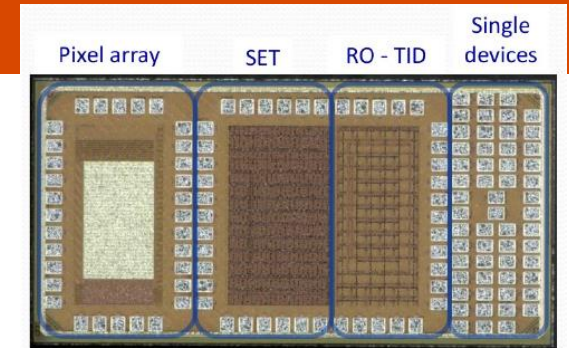 Pixel array
SET
RO - TID
Single
devices